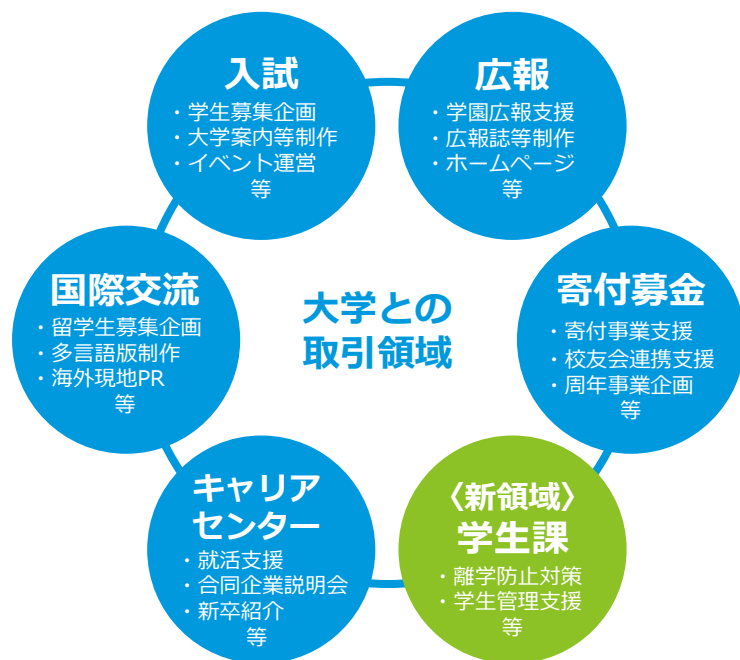 入試
・学生募集企画
・大学案内等制作
・イベント運営
等
広報
・学園広報支援
・広報誌等制作
・ホームページ
等
国際交流
・留学生募集企画
・多言語版制作
・海外現地PR
等
大学との
取引領域
寄付募金
・寄付事業支援
・校友会連携支援
・周年事業企画
等
キャリア
センター
・就活支援
・合同企業説明会
・新卒紹介
等
〈新領域〉
学生課
・離学防止対策
・学生管理支援
等